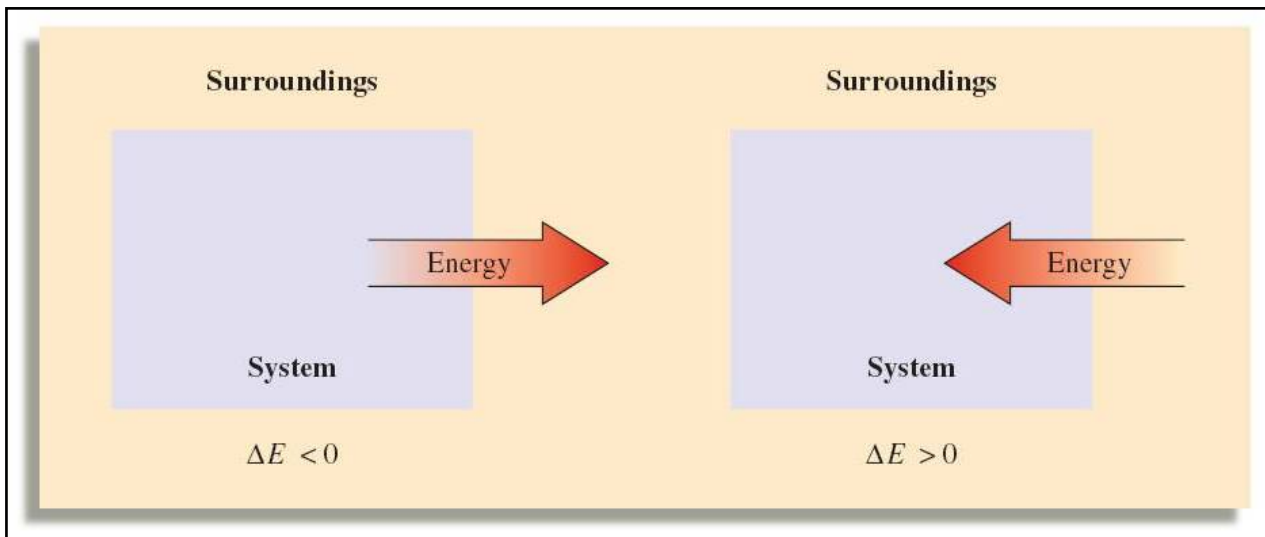 Surroundings
Energy
System
ΔE < 0
Surroundings
Energy
System
ΔE > 0